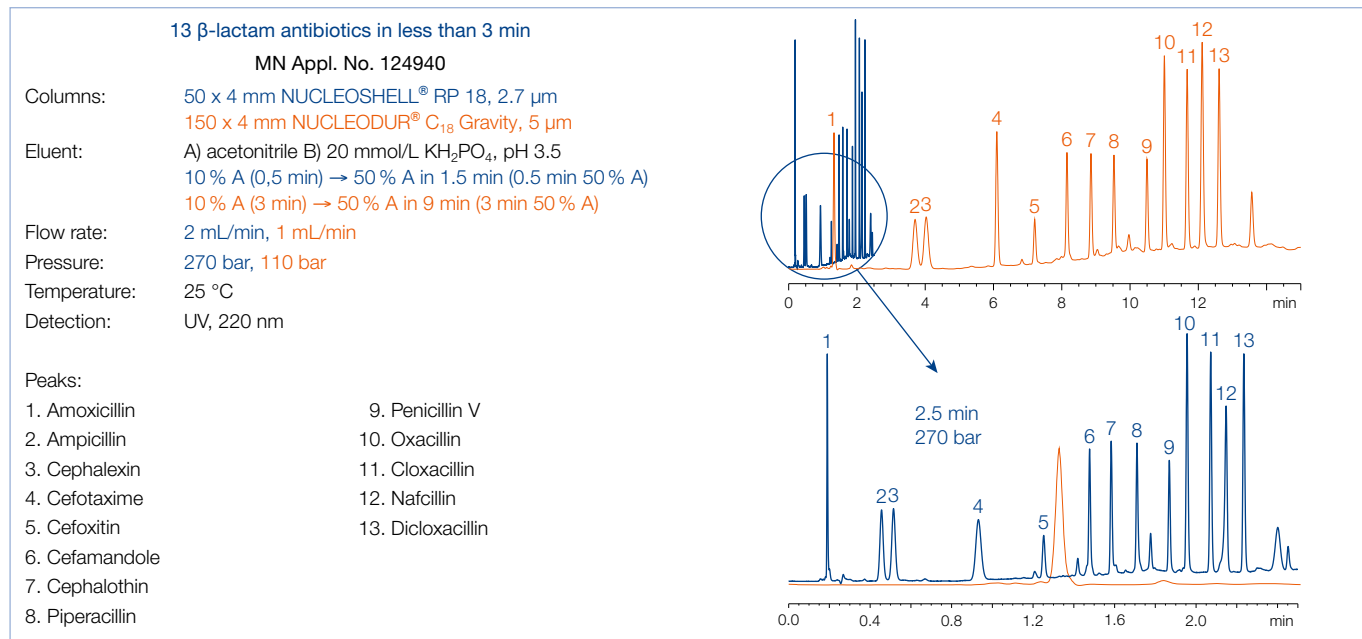 13 β-lactam antibiotics in less than 3 min
MN Appl. No. 124940
Columns: 50 x 4 mm NUCLEOSHELL® RP 18, 2.7 µm
150 x 4 mm NUCLEODUR® C₁₈ Gravity, 5 µm
Eluent: A) acetonitrile B) 20 mmol/L KH₂PO₄, pH 3.5
10 % A (0,5 min) → 50 % A in 1.5 min (0.5 min 50 % A)
10 % A (3 min) → 50 % A in 9 min (3 min 50 % A)
Flow rate: 2 mL/min, 1 mL/min
Pressure: 270 bar, 110 bar
Temperature: 25 °C
Detection: UV, 220 nm
Peaks:
1. Amoxicillin
2. Ampicillin
3. Cephalexin
4. Cefotaxime
5. Cefoxitin
6. Cefamandole
7. Cephalothin
8. Piperacillin
9. Penicillin V
10. Oxacillin
11. Cloxacillin
12. Nafcillin
13. Dicloxacillin
1 23 4 5 6 7 8 9 10 11 12 13
0 2 4 6 8 10 12 min
1 23 4 5 6 7 8 9 10 11 12 13
2.5 min
270 bar
0.0 0.4 0.8 1.2 1.6 2.0 min